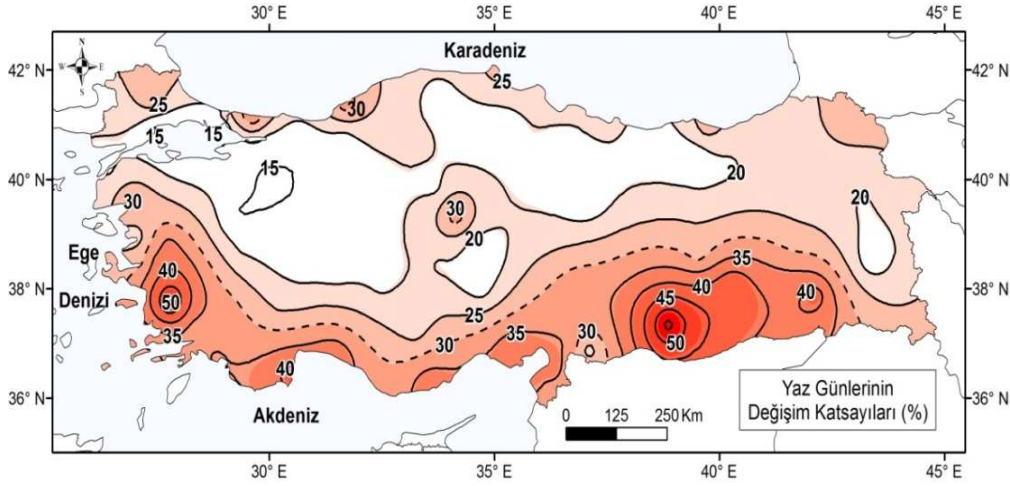 30° E 35° E 40° E 45° E
Karadeniz
N
W E
S
42° N 42° N
25
25
30
15
15
40° N 40° N
15
20
30
30
20
20
Ege
Denizi
40
35
38° N 38° N
50
45
40
40
25
35
35
30
30
50
40
36° N 36° N
Akdeniz
0 125 250 Km
Yaz Günlerinin
Değişim Katsayıları (%)
30° E 35° E 40° E 45° E